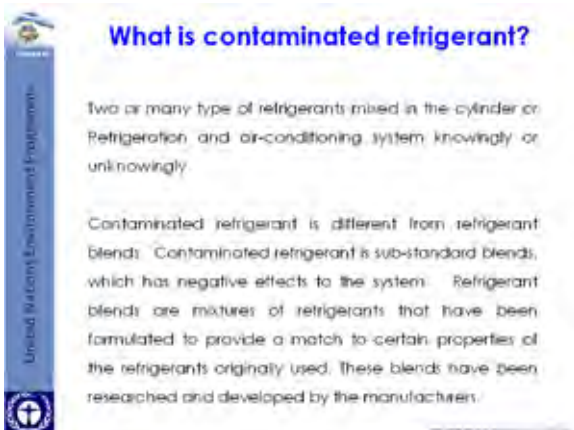 What is contaminated refrigerant?
Two or many type of refrigerants mixed in the cylinder or
Refrigeration and air-conditioning system knowingly or
unknowingly
Contaminated refrigerant is different from refrigerant
blends. Contaminated refrigerant is sub-standard blends,
which has negative effects to the system. Refrigerant
blends are mixtures of refrigerants that have been
formulated to provide a match to certain properties of
the refrigerants originally used. These blends have been
researched and developed by the manufacturers.
United Nations Environment Programme